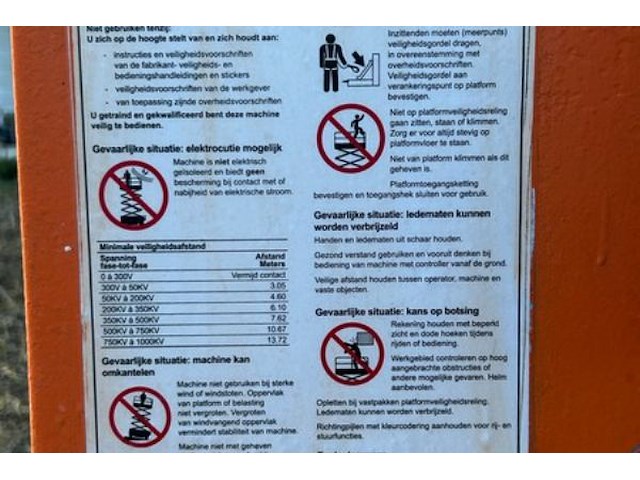 Niet gebruiken tenzij:
U zich op de hoogte stelt van en zich houdt aan:
- instructies en veiligheidsvoorschriften
van de fabrikant- veiligheids- en
bedieningshandleidingen en stickers
- veiligheidsvoorschriften van de werkgever
- van toepassing zijnde overheidsvoorschriften
U getraind en gekwalificeerd bent deze machine
veilig te bedienen.
Gevaarlijke situatie: elektrocutie mogelijk
Machine is niet elektrisch
geïsoleerd en biedt geen
bescherming bij contact met of
nabijheid van elektrische stroom.
Minimale veiligheidsafstand
Spanning Afstand
fase-tot-fase Meters
0 à 300V Vermijd contact
300V à 50KV 3.05
50KV à 200KV 4.60
200KV à 350KV 6.10
350KV à 500KV 7.62
500KV à 750KV 10.67
750KV à 1000KV 13.72
Gevaarlijke situatie: machine kan
omkantelen
Machine niet gebruiken bij sterke
wind of windstoten. Oppervlak
van platform of belasting
niet vergroten. Vergroten
van windvangend oppervlak
vermindert stabiliteit van machine.
Machine niet met geheven
Inzittenden moeten (meerpunts)
veiligheidsgordel dragen,
in overeenstemming met
overheidsvoorschriften.
Veiligheidsgordel aan
verankeringspunt op platform
bevestigen.
Niet op platformveiligheidsreling
gaan zitten, staan of klimmen.
Zorg er voor altijd stevig op
platformvloer te staan.
Niet van platform klimmen als dit
geheven is.
Platformtoegangsketting
bevestigen en toegangshek sluiten voor gebruik.
Gevaarlijke situatie: ledematen kunnen
worden verbrijzeld
Handen en ledematen uit schaar houden.
Gezond verstand gebruiken en vooruit denken bij
bediening van machine met controller vanaf de grond.
Veilige afstand houden tussen operator, machine en
vaste objecten.
Gevaarlijke situatie: kans op botsing
Rekening houden met beperkt
zicht en dode hoeken tijdens
rijden of bediening.
Werkgebied controleren op hoog
aangebrachte obstructies of
andere mogelijke gevaren. Helm
aanbevolen.
Opletten bij vastpakken platformveiligheidsreling.
Ledematen kunnen worden verbrijzeld.
Richtingpijlen met kleurcodering aanhouden voor rij- en
stuurfuncties.